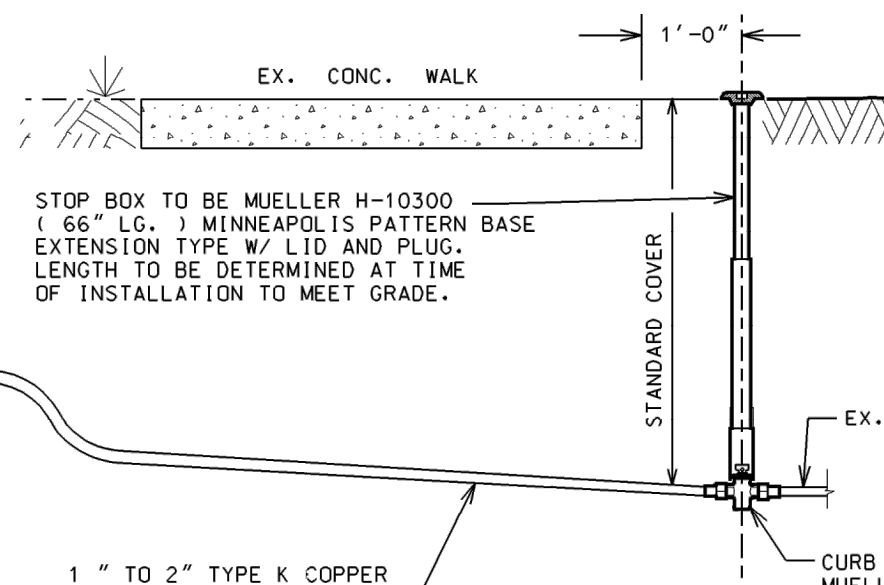 1'-0"
EX. CONC. WALK
STOP BOX TO BE MUELLER H-10300
( 66" LG. ) MINNEAPOLIS PATTERN BASE
EXTENSION TYPE W/ LID AND PLUG.
LENGTH TO BE DETERMINED AT TIME
OF INSTALLATION TO MEET GRADE.
STANDARD COVER
EX.
1 " TO 2" TYPE K COPPER
CURB